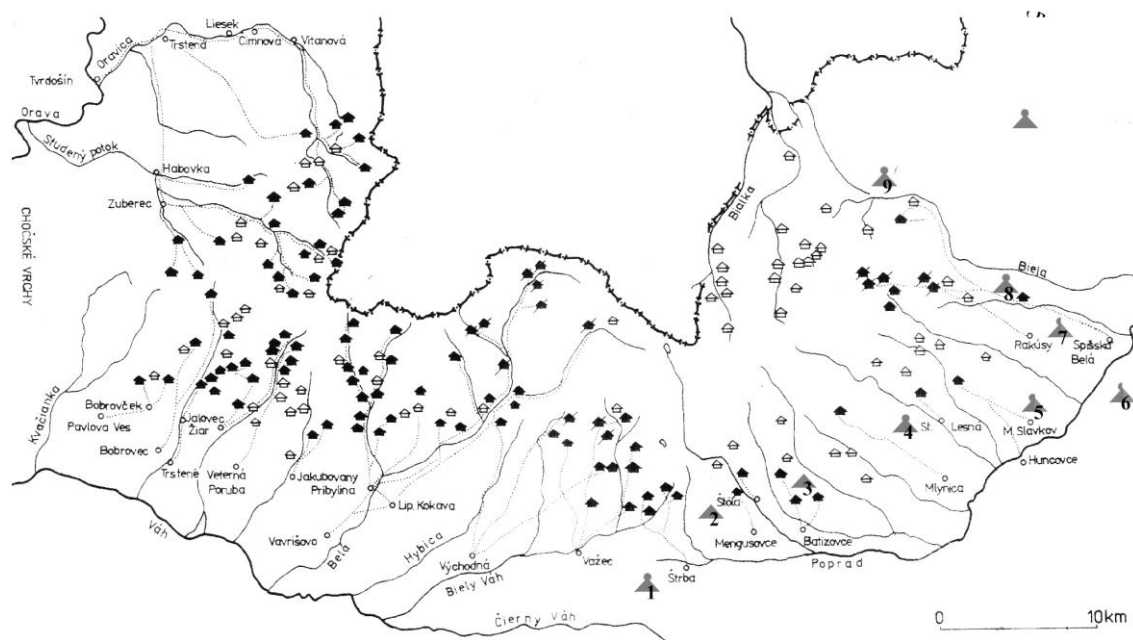 Liesek
Čimnová
Vitanová
Trstená
Oravica
Tvrdošín
Orava
Studený potok
Habovka
Zuberec
CHOČSKÉ VRCHY
Bialka
9
Biela
8
Rakúsy
7
Spišská
Belá
6
5
M. Slavkov
4
St.
Lesná
Huncovce
Mlynica
Kvačianka
Bobrovček
Pavlova Ves
Jalovec
Žiar
Bobrovec
Trstené
Veterná
Poruba
Jakubovany
Pribylina
Lip. Kokava
Vavrišovo
Váh
Belá
Hybica
Východná
Biely Váh
Važec
Čierny Váh
Štrba
1
Štôla
2
Mengusovce
3
Batizovce
Poprad
0
10km